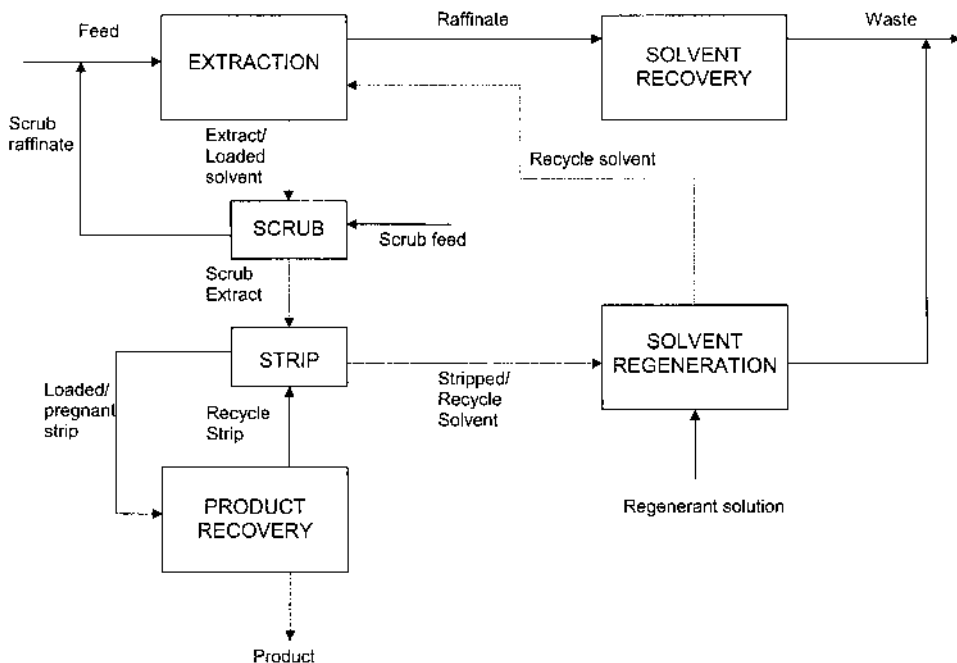 Feed
Raffinale
Waste
EXTRACTION
SOLVENT
RECOVERY
Scrub
raffinate
Extract/
Loaded
solvent
Recycle solvent
SCRUB
Scrub feed
Scrub
Extract
STRIP
SOLVENT
REGENERATION
Loaded/
pregnant
strip
Recycle
Strip
Stripped/
Recycle
Solvent
PRODUCT
RECOVERY
Regenerant solution
Product